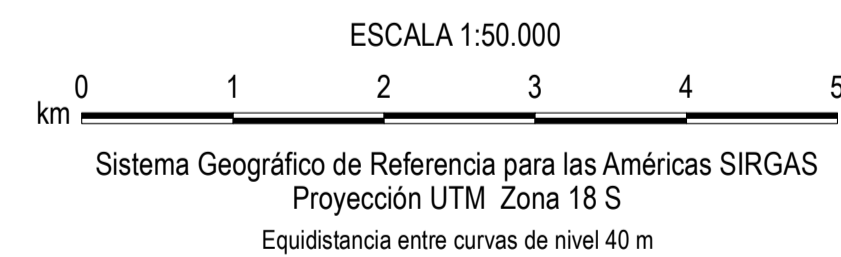 ESCALA 1:50.000
0 1 2 3 4 5
km
Sistema Geográfico de Referencia para las Américas SIRGAS
Proyección UTM Zona 18 S
Equidistancia entre curvas de nivel 40 m